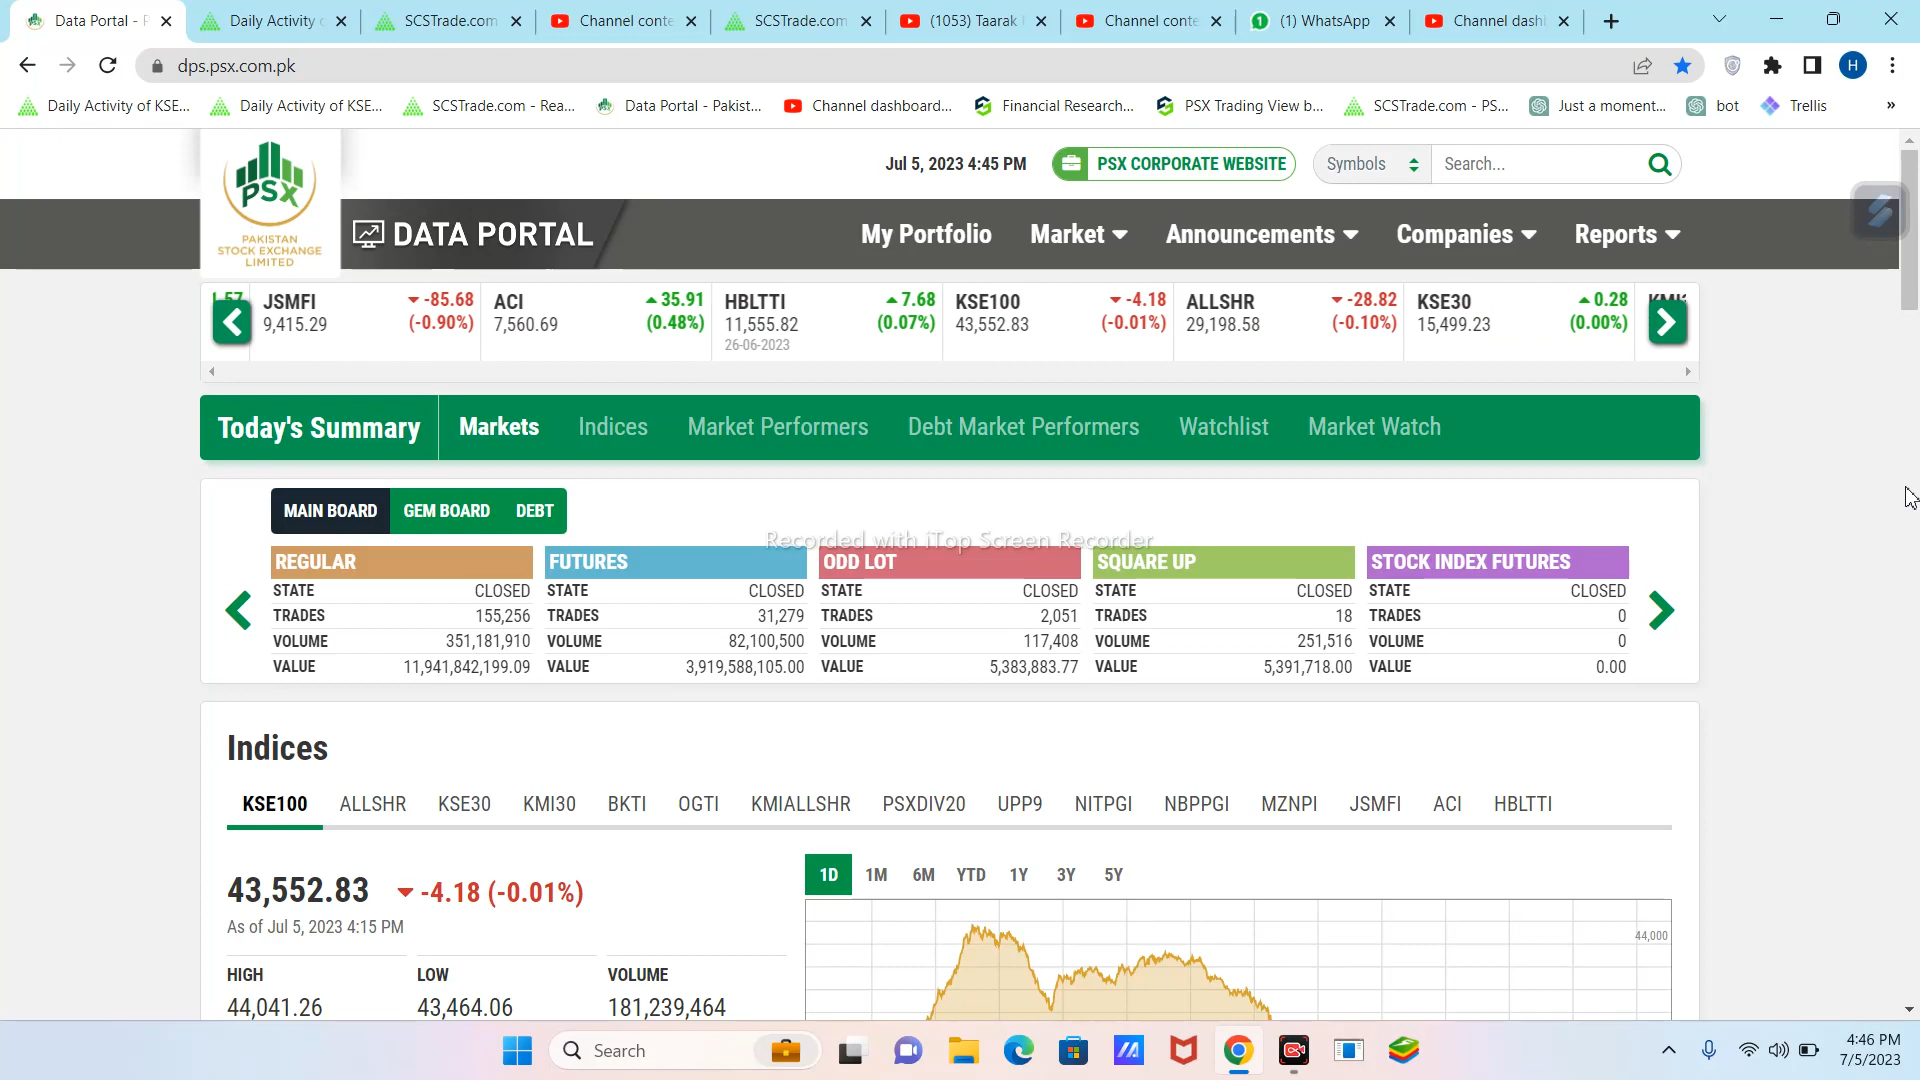 Data Portal - P
Daily Activity o
SCSTrade.com
Channel conte
SCSTrade.com
(1053) Taarak
Channel conte
(1) WhatsApp
Channel dash
dps.psx.com.pk
H
Daily Activity of KSE...
Daily Activity of KSE...
SCSTrade.com - Rea...
Data Portal - Pakist...
Channel dashboard...
Financial Research...
PSX Trading View b...
SCSTrade.com - PS...
Just a moment...
bot
Trellis
»
PSX
PAKISTAN
STOCK EXCHANGE
LIMITED
Jul 5, 2023 4:45 PM
PSX CORPORATE WEBSITE
Symbols
Search...
DATA PORTAL
My Portfolio
Market
Announcements
Companies
Reports
JSMFI -85.68
9,415.29 (-0.90%)
ACI 35.91
7,560.69 (0.48%)
HBLTTI 7.68
11,555.82 (0.07%)
26-06-2023
KSE100 -4.18
43,552.83 (-0.01%)
ALLSHR -28.82
29,198.58 (-0.10%)
KSE30 0.28
15,499.23 (0.00%)
Today's Summary
Markets
Indices
Market Performers
Debt Market Performers
Watchlist
Market Watch
MAIN BOARD GEM BOARD DEBT
Recorded with iTop Screen Recorder
REGULAR
STATE CLOSED
TRADES 155,256
VOLUME 351,181,910
VALUE 11,941,842,199.09
FUTURES
STATE CLOSED
TRADES 31,279
VOLUME 82,100,500
VALUE 3,919,588,105.00
ODD LOT
STATE CLOSED
TRADES 2,051
VOLUME 117,408
VALUE 5,383,883.77
SQUARE UP
STATE CLOSED
TRADES 18
VOLUME 251,516
VALUE 5,391,718.00
STOCK INDEX FUTURES
STATE CLOSED
TRADES 0
VOLUME 0
VALUE 0.00
Indices
KSE100 ALLSHR KSE30 KMI30 BKTI OGTI KMIALLSHR PSXDIV20 UPP9 NITPGI NBPPGI MZNPI JSMFI ACI HBLTTI
43,552.83 -4.18 (-0.01%)
As of Jul 5, 2023 4:15 PM
HIGH LOW VOLUME
44,041.26 43,464.06 181,239,464
1D 1M 6M YTD 1Y 3Y 5Y
44,000
Search
4:46 PM
7/5/2023